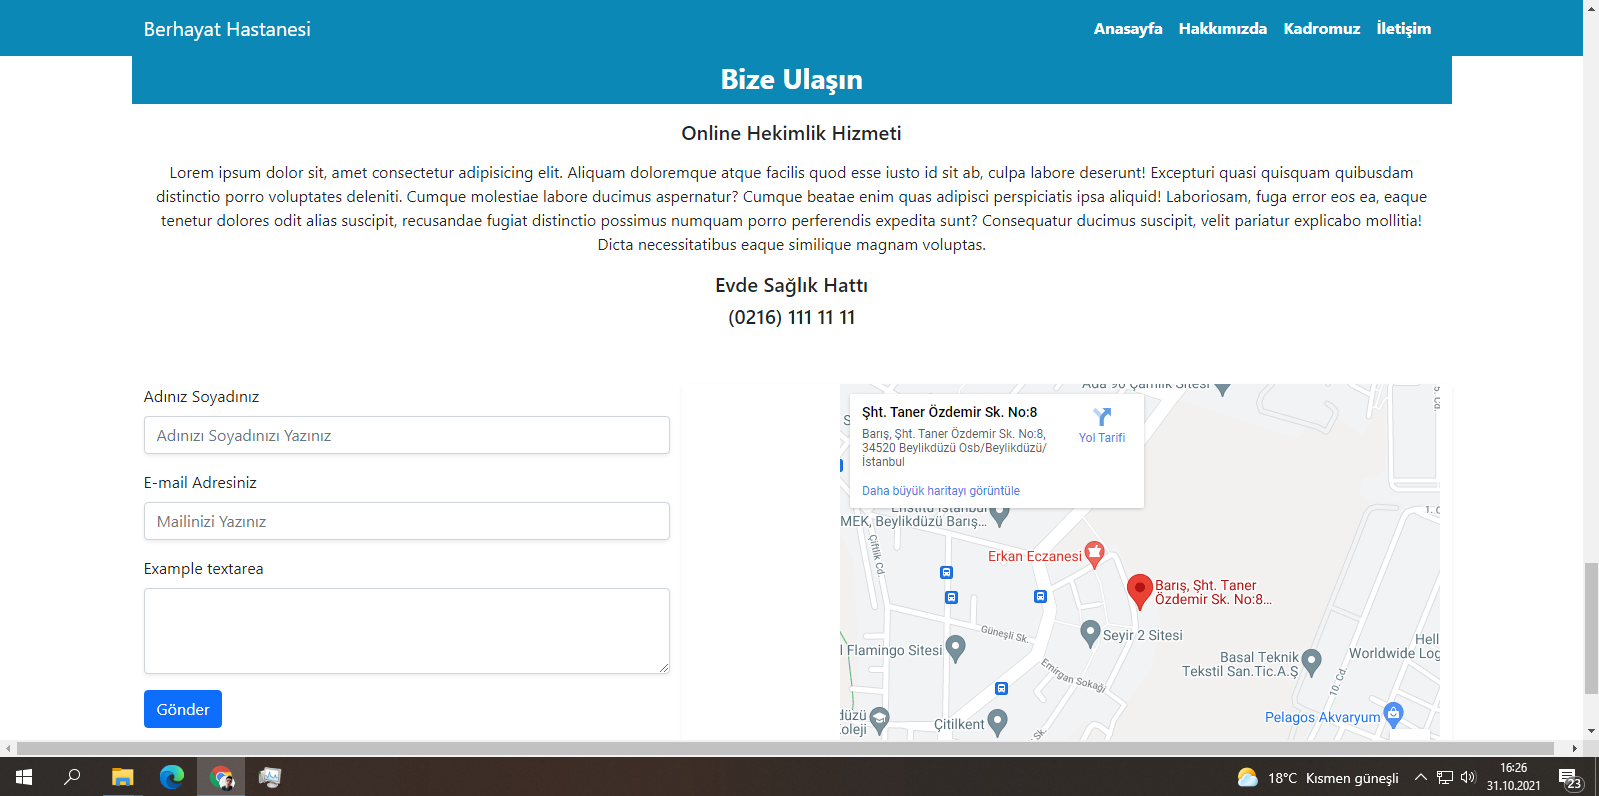 Berhayat Hastanesi
Anasayfa Hakkımızda Kadromuz İletişim
Bize Ulaşın
Online Hekimlik Hizmeti
Lorem ipsum dolor sit, amet consectetur adipisicing elit. Aliquam doloremque atque facilis quod esse iusto id sit ab, culpa labore deserunt! Excepturi quasi quisquam quibusdam
distinctio porro voluptates deleniti. Cumque molestiae labore ducimus aspernatur? Cumque beatae enim quas adipisci perspiciatis ipsa aliquid! Laboriosam, fuga error eos ea, eaque
tenetur dolores odit alias suscipit, recusandae fugiat distinctio possimus numquam porro perferendis expedita sunt? Consequatur ducimus suscipit, velit pariatur explicabo mollitia!
Dicta necessitatibus eaque similique magnam voluptas.
Evde Sağlık Hattı
(0216) 111 11 11
Adınız Soyadınız
Adınızı Soyadınızı Yazınız
E-mail Adresiniz
Mailinizi Yazınız
Example textarea
Gönder
Ada 90 Çamlık Sitesi
Şht. Taner Özdemir Sk. No:8
Barış, Şht. Taner Özdemir Sk. No:8,
34520 Beylikdüzü Osb/Beylikdüzü/
İstanbul
Yol Tarifi
Daha büyük haritayı görüntüle
Enstitü İstanbul
MEK, Beylikdüzü Barış...
Çiftlik Cd.
Erkan Eczanesi
Barış, Şht. Taner
Özdemir Sk. No:8...
Güneşli Sk.
Seyir 2 Sitesi
l Flamingo Sitesi
Emirgan Sokağı
Basal Teknik
Tekstil San.Tic.A.Ş
Hell
Worldwide Log
10. Cd.
Pelagos Akvaryum
düzü
oleji
Çitilkent
Sk.
18°C Kısmen güneşli
16:26
31.10.2021
23